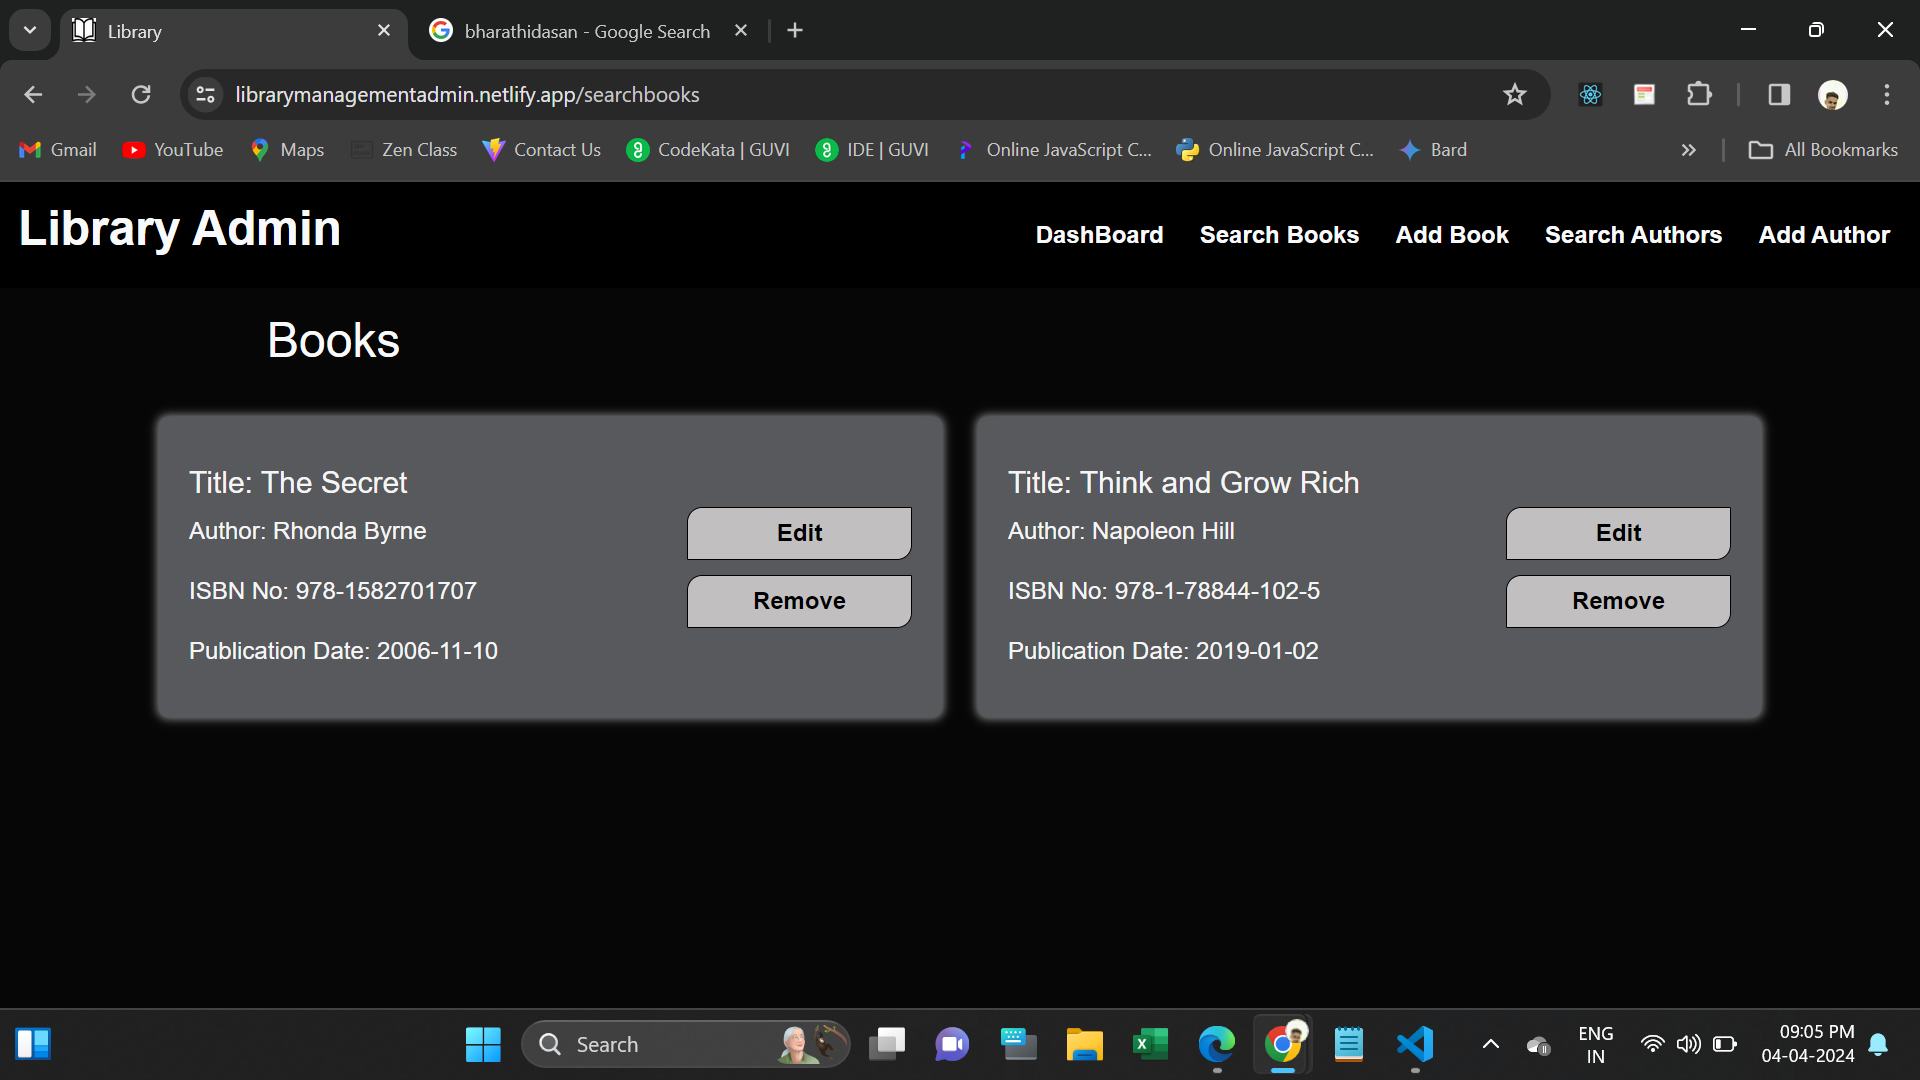 Library
bharathidasan - Google Search
librarymanagementadmin.netlify.app/searchbooks
Gmail YouTube Maps Zen Class Contact Us CodeKata | GUVI IDE | GUVI Online JavaScript C... Online JavaScript C... Bard » All Bookmarks
Library Admin
DashBoard Search Books Add Book Search Authors Add Author
Books
Title: The Secret
Author: Rhonda Byrne
ISBN No: 978-1582701707
Publication Date: 2006-11-10
Edit
Remove
Title: Think and Grow Rich
Author: Napoleon Hill
ISBN No: 978-1-78844-102-5
Publication Date: 2019-01-02
Edit
Remove
Search
ENG
IN
09:05 PM
04-04-2024